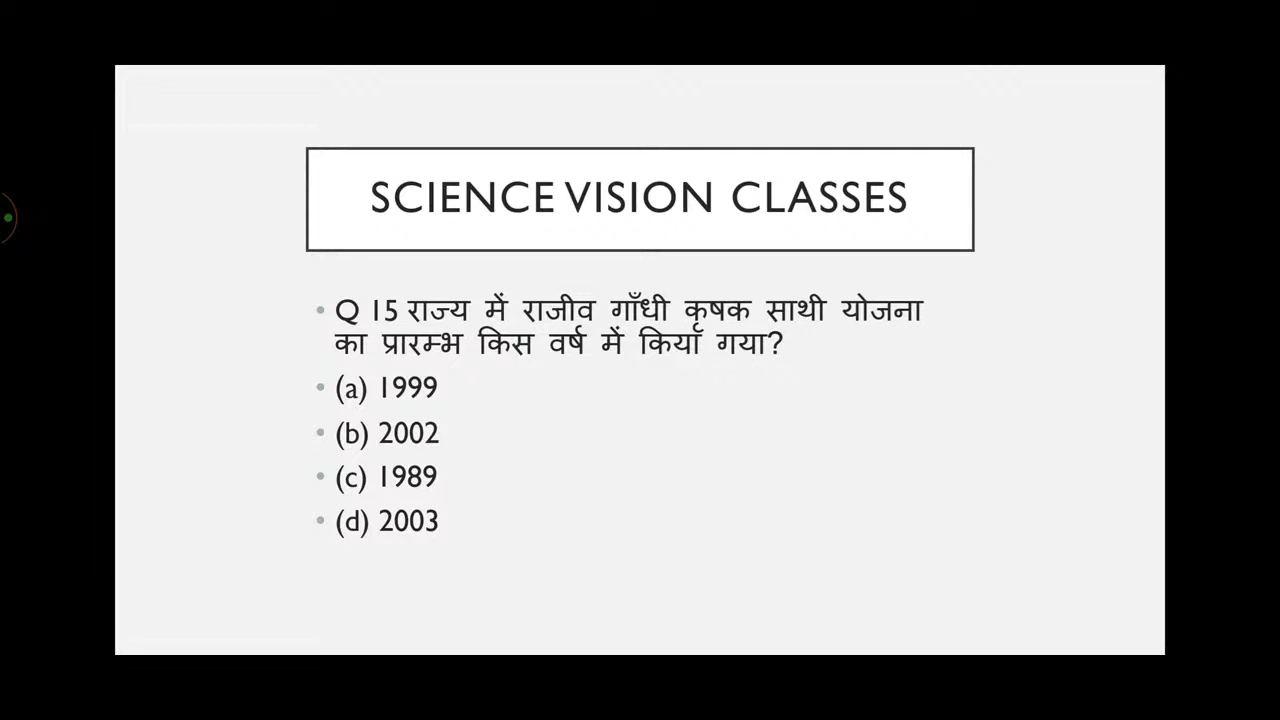 SCIENCE VISION CLASSES
• Q 15 राज्य में राजीव गाँधी कृषक साथी योजना
का प्रारम्भ किस वर्ष में किया गया?
• (a) 1999
• (b) 2002
• (c) 1989
• (d) 2003